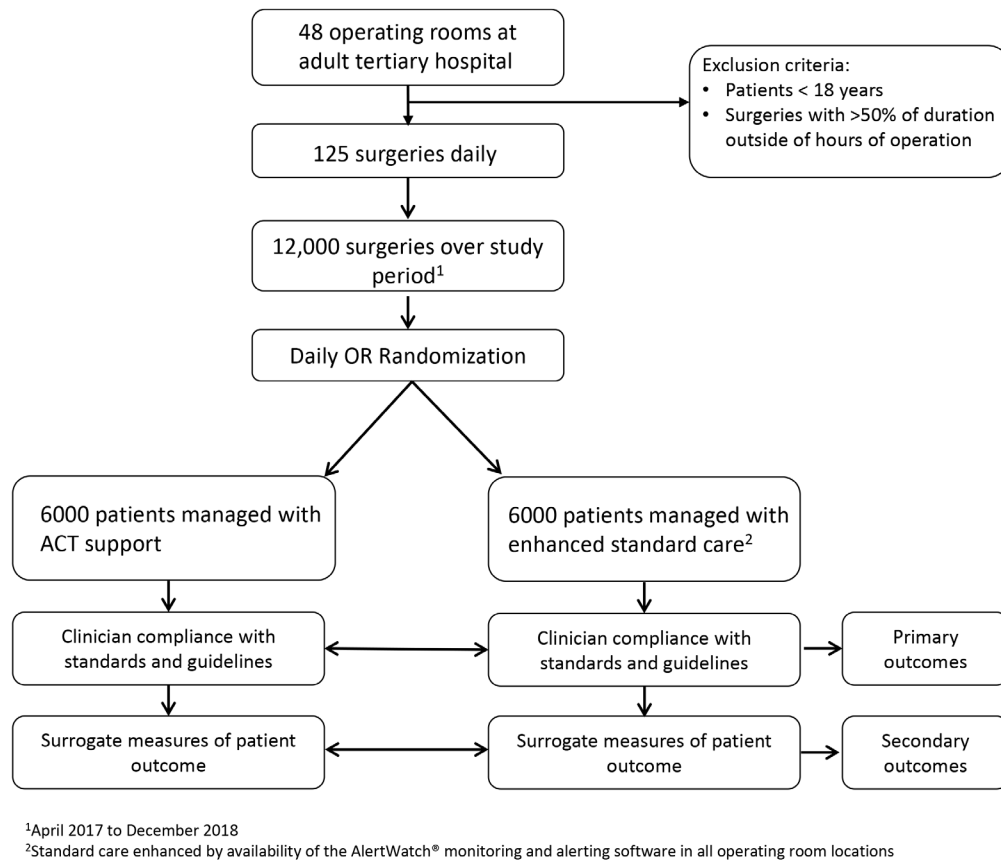 48 operating rooms at
adult tertiary hospital
Exclusion criteria:
• Patients < 18 years
• Surgeries with >50% of duration
outside of hours of operation
125 surgeries daily
12,000 surgeries over study
period¹
Daily OR Randomization
6000 patients managed with
ACT support
6000 patients managed with
enhanced standard care²
Clinician compliance with
standards and guidelines
Clinician compliance with
standards and guidelines
Primary
outcomes
Surrogate measures of patient
outcome
Surrogate measures of patient
outcome
Secondary
outcomes
¹April 2017 to December 2018
²Standard care enhanced by availability of the AlertWatch® monitoring and alerting software in all operating room locations